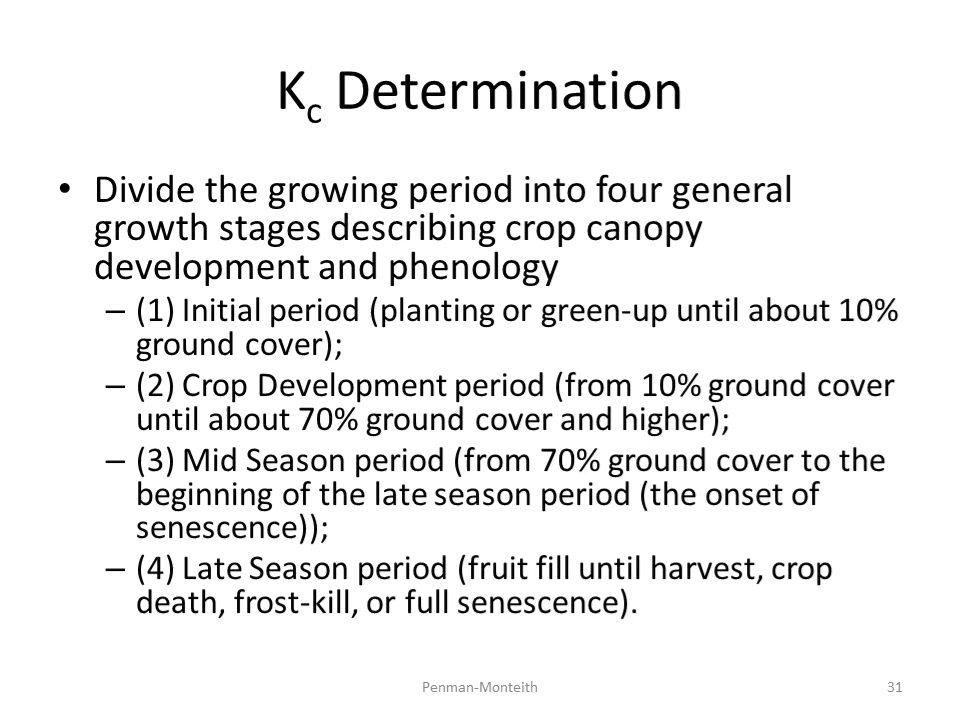 Kc Determination
• Divide the growing period into four general
growth stages describing crop canopy
development and phenology
– (1) Initial period (planting or green-up until about 10%
ground cover);
– (2) Crop Development period (from 10% ground cover
until about 70% ground cover and higher);
– (3) Mid Season period (from 70% ground cover to the
beginning of the late season period (the onset of
senescence));
– (4) Late Season period (fruit fill until harvest, crop
death, frost-kill, or full senescence).
Penman-Monteith
31